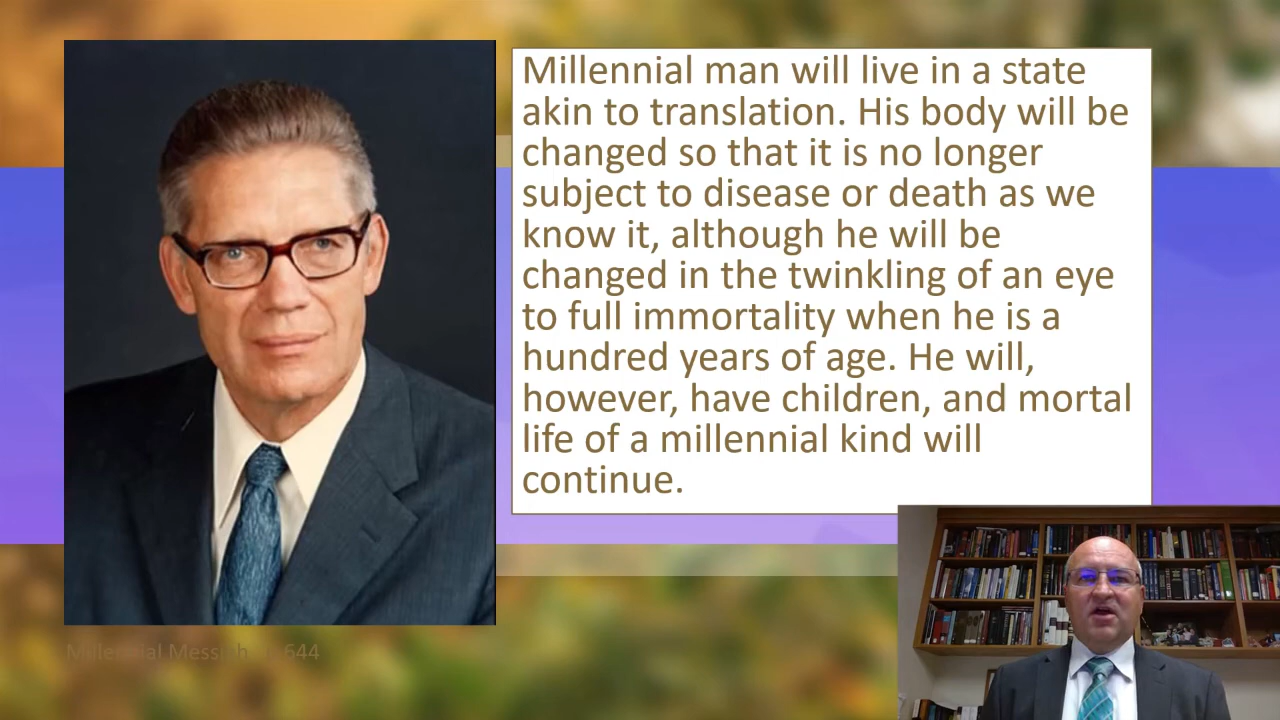 Millennial man will live in a state
akin to translation. His body will be
changed so that it is no longer
subject to disease or death as we
know it, although he will be
changed in the twinkling of an eye
to full immortality when he is a
hundred years of age. He will,
however, have children, and mortal
life of a millennial kind will
continue.
Millennial Messiah 644